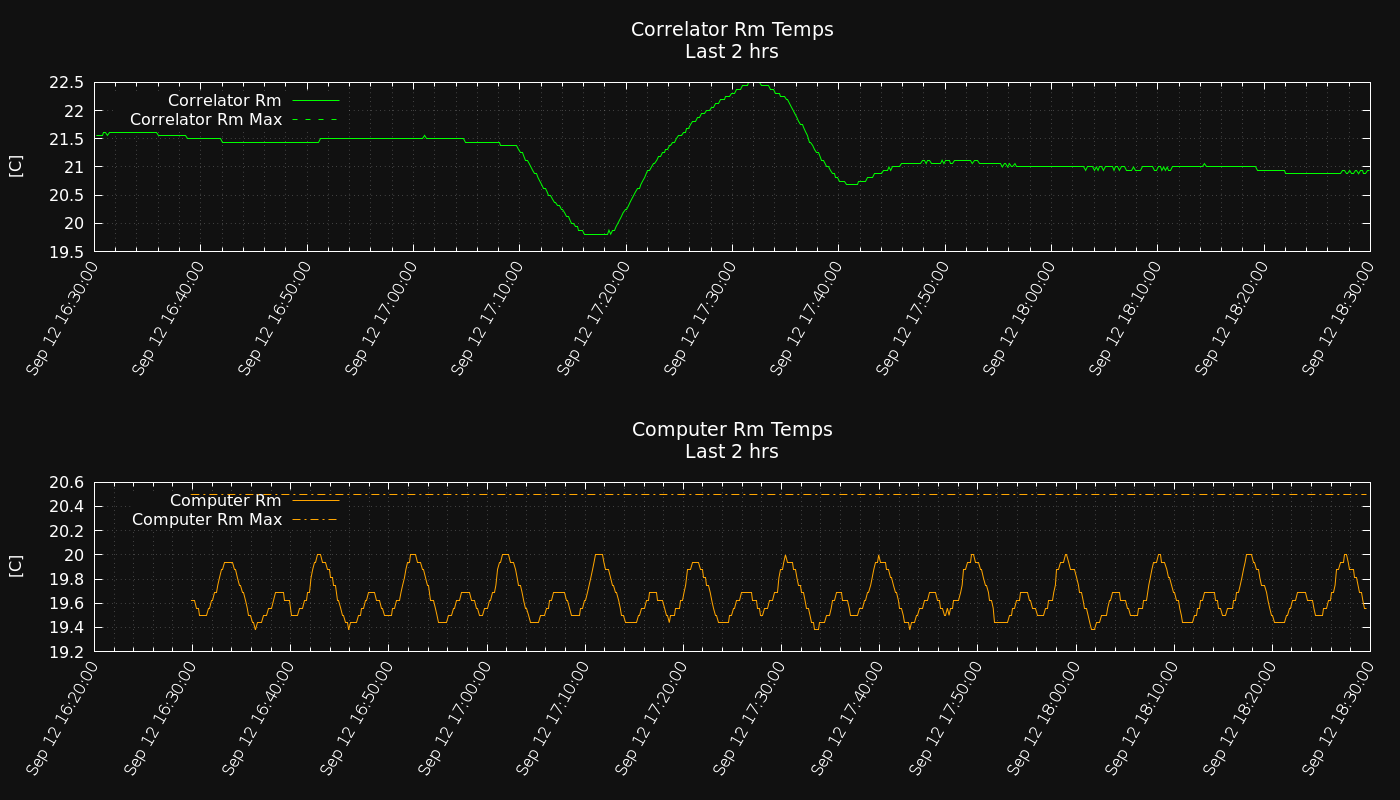 Correlator Rm Temps
Last 2 hrs
22.5
22
21.5
21
20.5
20
19.5
[C]
Correlator Rm
Correlator Rm Max
Sep 12 16:30:00
Sep 12 16:40:00
Sep 12 16:50:00
Sep 12 17:00:00
Sep 12 17:10:00
Sep 12 17:20:00
Sep 12 17:30:00
Sep 12 17:40:00
Sep 12 17:50:00
Sep 12 18:00:00
Sep 12 18:10:00
Sep 12 18:20:00
Sep 12 18:30:00
Computer Rm Temps
Last 2 hrs
20.6
20.4
20.2
20
19.8
19.6
19.4
19.2
[C]
Computer Rm
Computer Rm Max
Sep 12 16:20:00
Sep 12 16:30:00
Sep 12 16:40:00
Sep 12 16:50:00
Sep 12 17:00:00
Sep 12 17:10:00
Sep 12 17:20:00
Sep 12 17:30:00
Sep 12 17:40:00
Sep 12 17:50:00
Sep 12 18:00:00
Sep 12 18:10:00
Sep 12 18:20:00
Sep 12 18:30:00